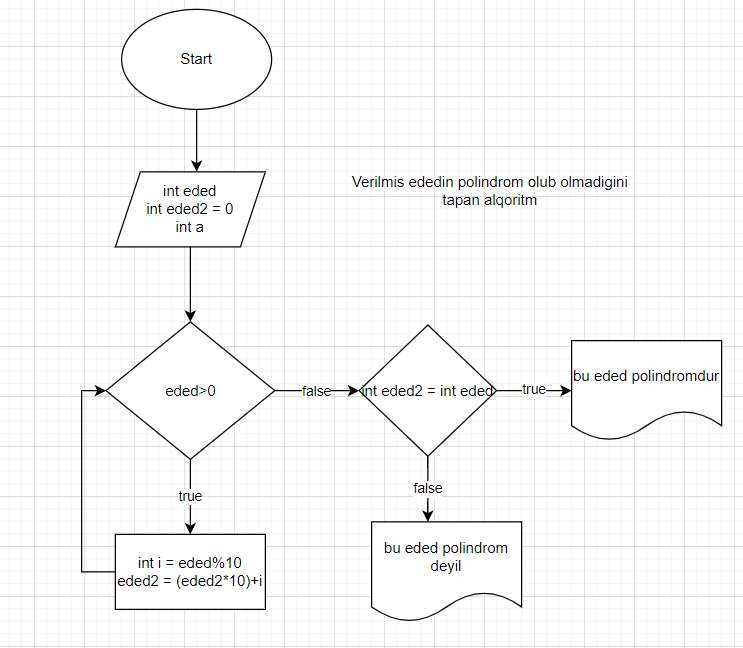 Start
int eded
int eded2 = 0
int a
Verilmis ededin polindrom olub olmadigini
tapan alqoritm
eded>0
false
int eded2 = int eded
true
bu eded polindromdur
true
false
int i = eded%10
eded2 = (eded2*10)+i
bu eded polindrom
deyil